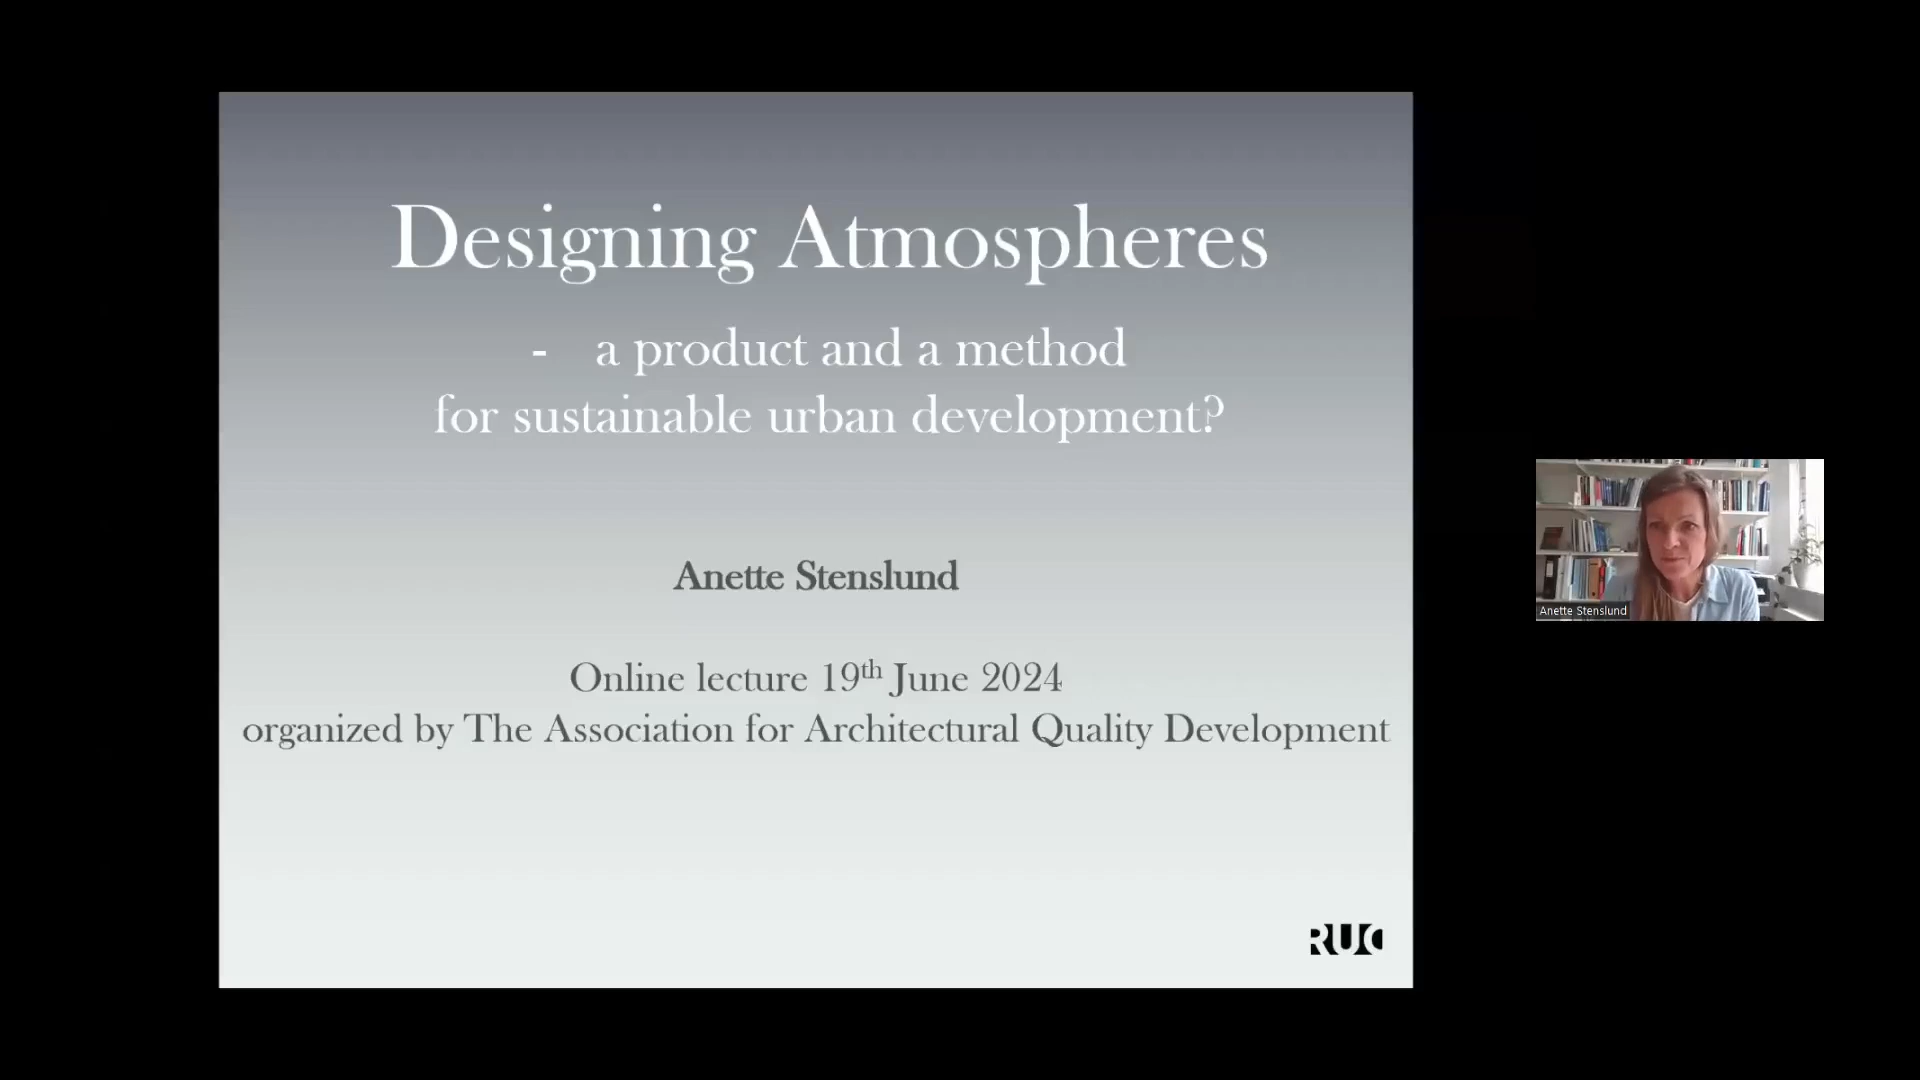 Designing Atmospheres
- a product and a method
for sustainable urban development?
Anette Stenslund
Online lecture 19th June 2024
organized by The Association for Architectural Quality Development
RUC
Anette Stenslund